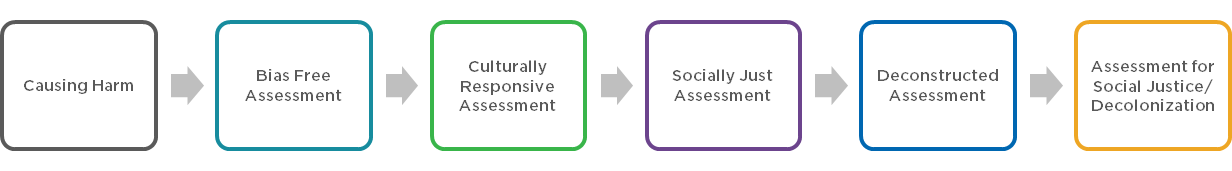 Causing Harm
Bias Free
Assessment
Culturally
Responsive
Assessment
Socially Just
Assessment
Deconstructed
Assessment
Assessment for
Social Justice/
Decolonization